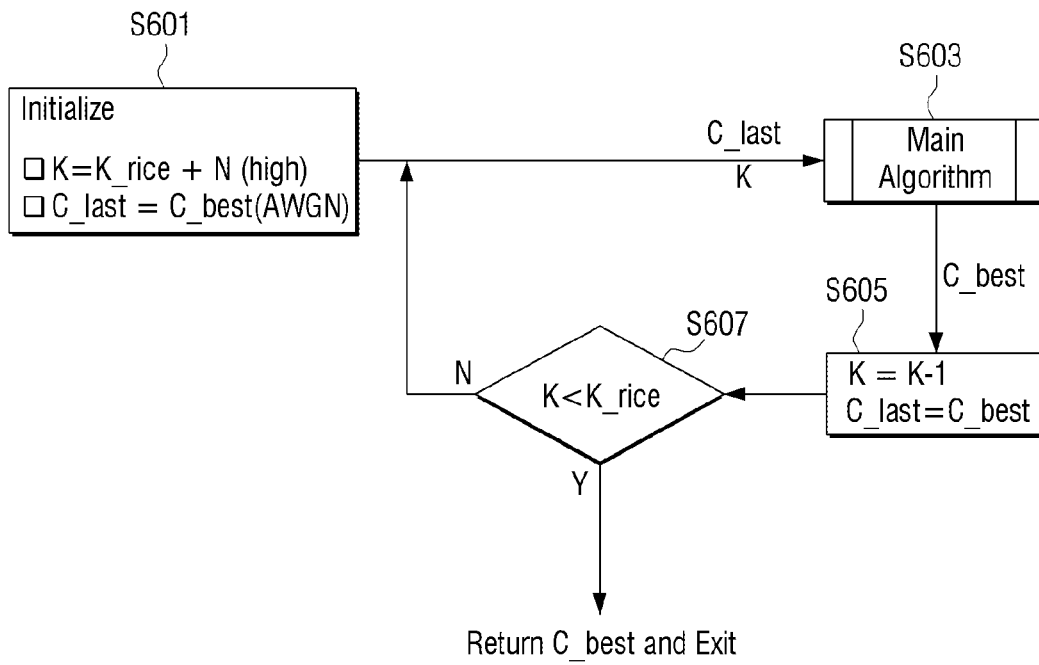 S601
Initialize
☐ K=K_rice + N (high)
☐ C_last = C_best(AWGN)
C_last
K
S603
Main
Algorithm
C_best
S605
K = K-1
C_last=C_best
S607
K<K_rice
N
Y
Return C_best and Exit